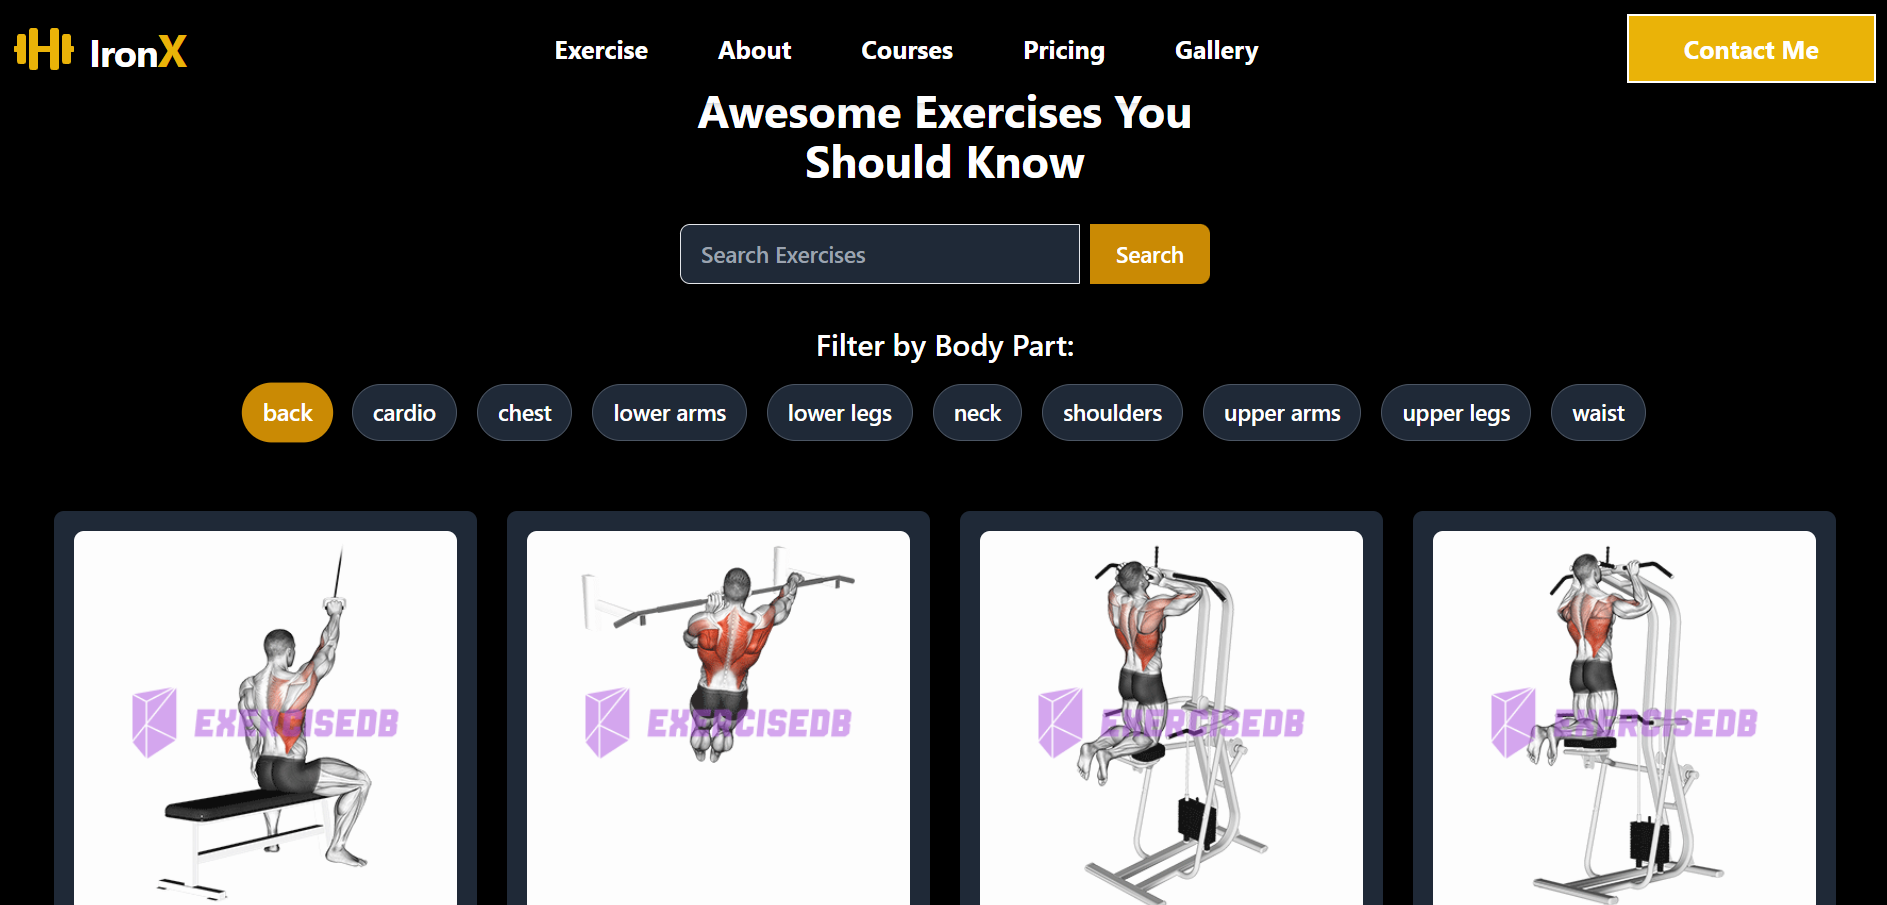 IronX
Exercise About Courses Pricing Gallery
Contact Me
Awesome Exercises You
Should Know
Search Exercises Search
Filter by Body Part:
back cardio chest lower arms lower legs neck shoulders upper arms upper legs waist
EXERCISEDB EXERCISEDB EXERCISEDB EXERCISEDB